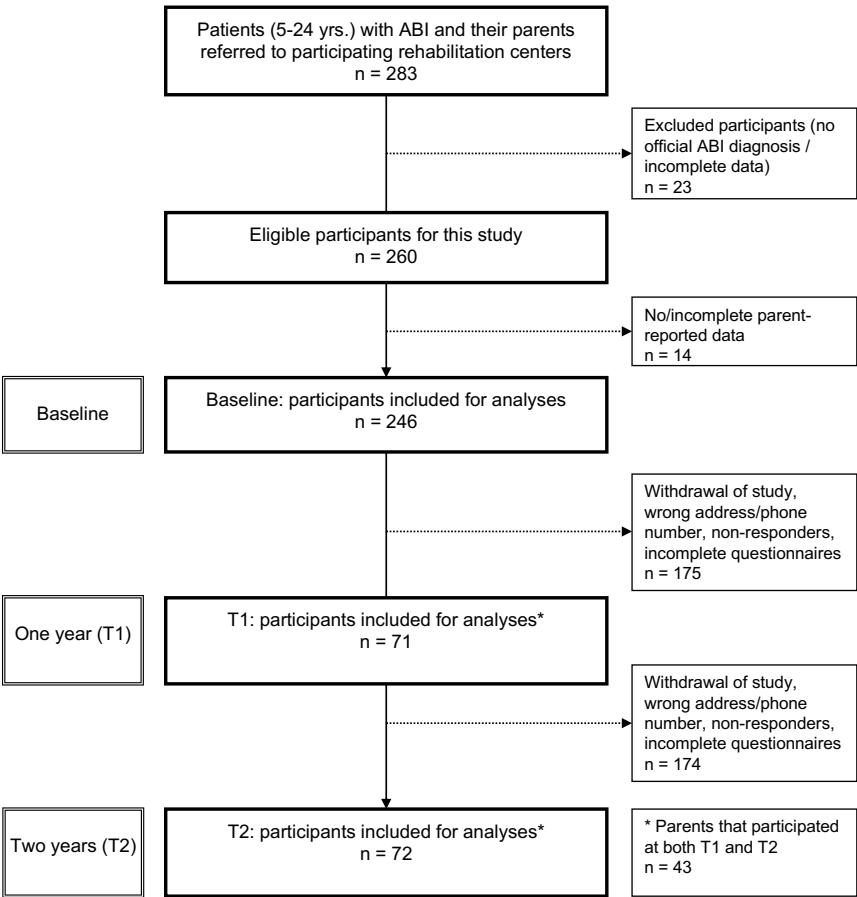 Patients (5-24 yrs.) with ABI and their parents
referred to participating rehabilitation centers
n = 283
Excluded participants (no
official ABI diagnosis /
incomplete data)
n = 23
Eligible participants for this study
n = 260
No/incomplete parent-
reported data
n = 14
Baseline
Baseline: participants included for analyses
n = 246
Withdrawal of study,
wrong address/phone
number, non-responders,
incomplete questionnaires
n = 175
One year (T1)
T1: participants included for analyses*
n = 71
Withdrawal of study,
wrong address/phone
number, non-responders,
incomplete questionnaires
n = 174
Two years (T2)
T2: participants included for analyses*
n = 72
* Parents that participated
at both T1 and T2
n = 43